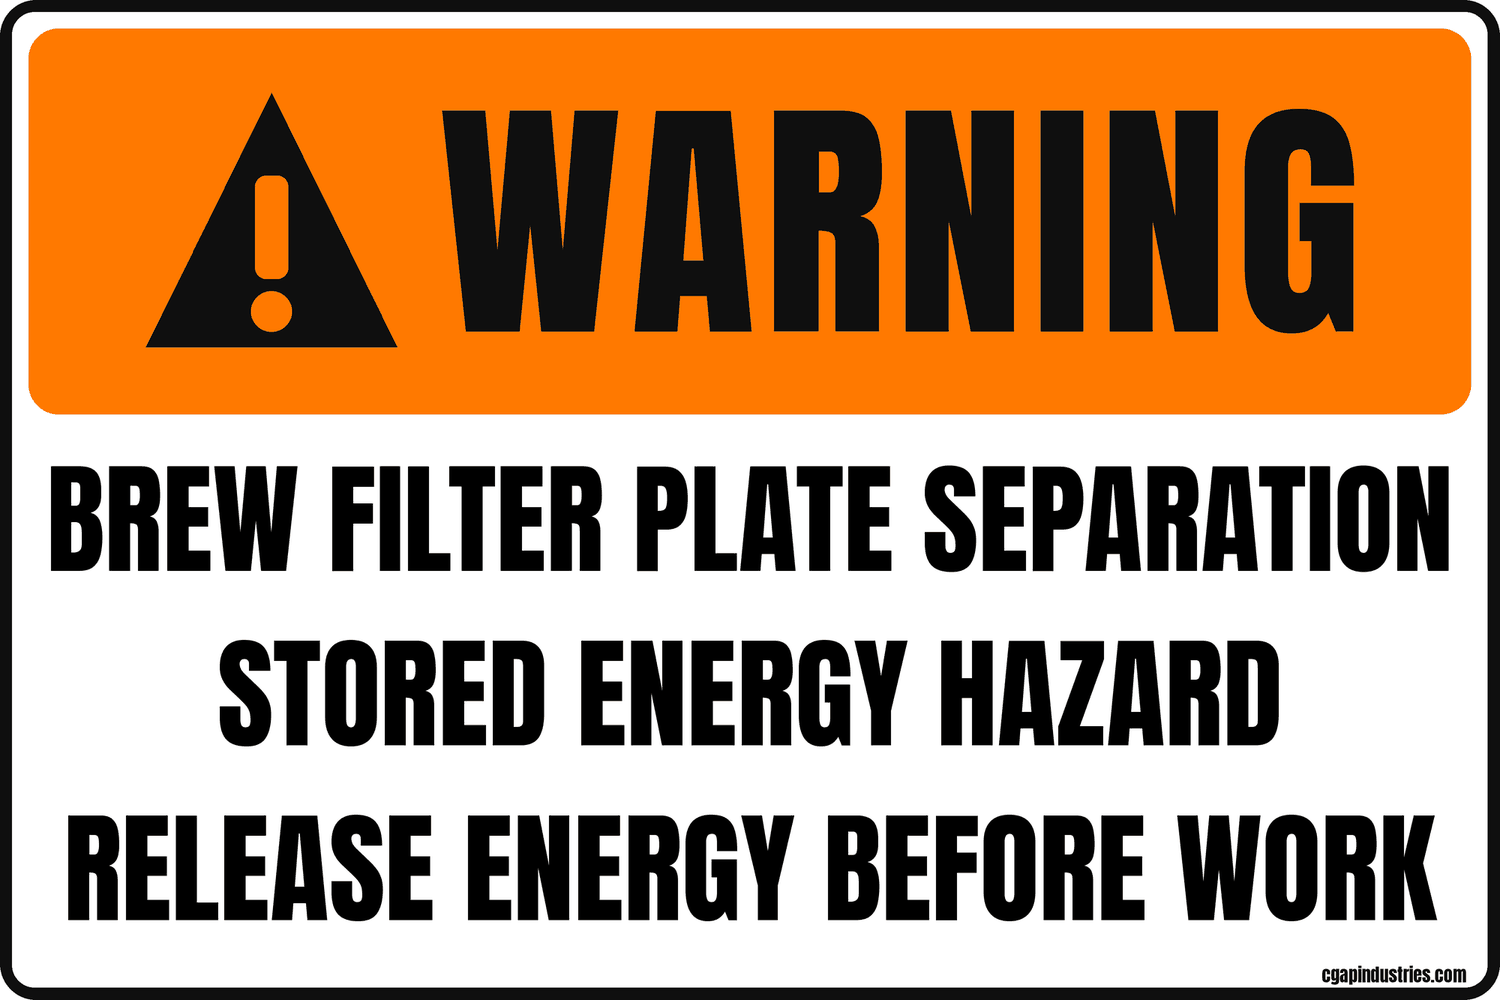 WARNING
BREW FILTER PLATE SEPARATION
STORED ENERGY HAZARD
RELEASE ENERGY BEFORE WORK
cgapindustries.com